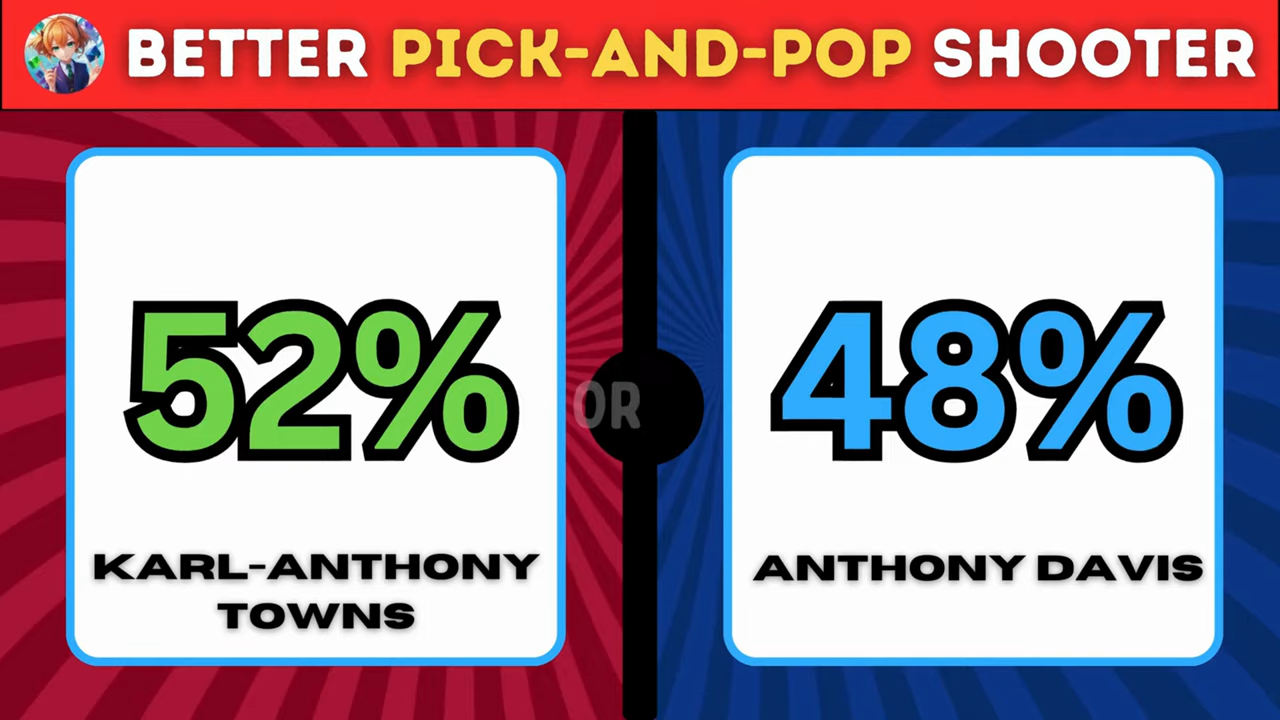 BETTER PICK-AND-POP SHOOTER
52%
KARL-ANTHONY
TOWNS
OR
48%
ANTHONY DAVIS